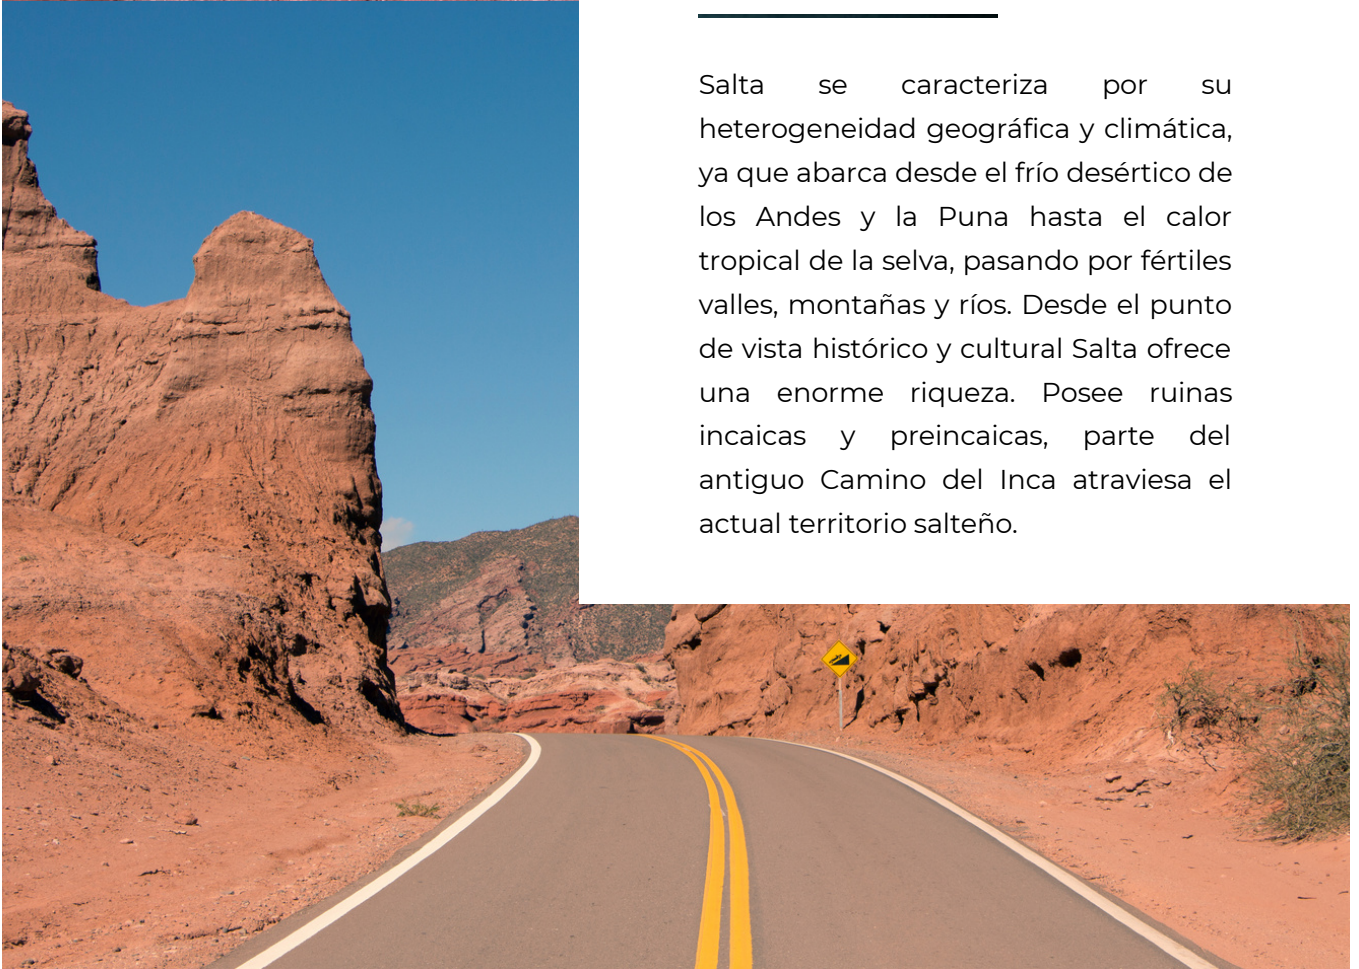 Salta se caracteriza por su
heterogeneidad geográfica y climática,
ya que abarca desde el frío desértico de
los Andes y la Puna hasta el calor
tropical de la selva, pasando por fértiles
valles, montañas y ríos. Desde el punto
de vista histórico y cultural Salta ofrece
una enorme riqueza. Posee ruinas
incaicas y preincaicas, parte del
antiguo Camino del Inca atraviesa el
actual territorio salteño.